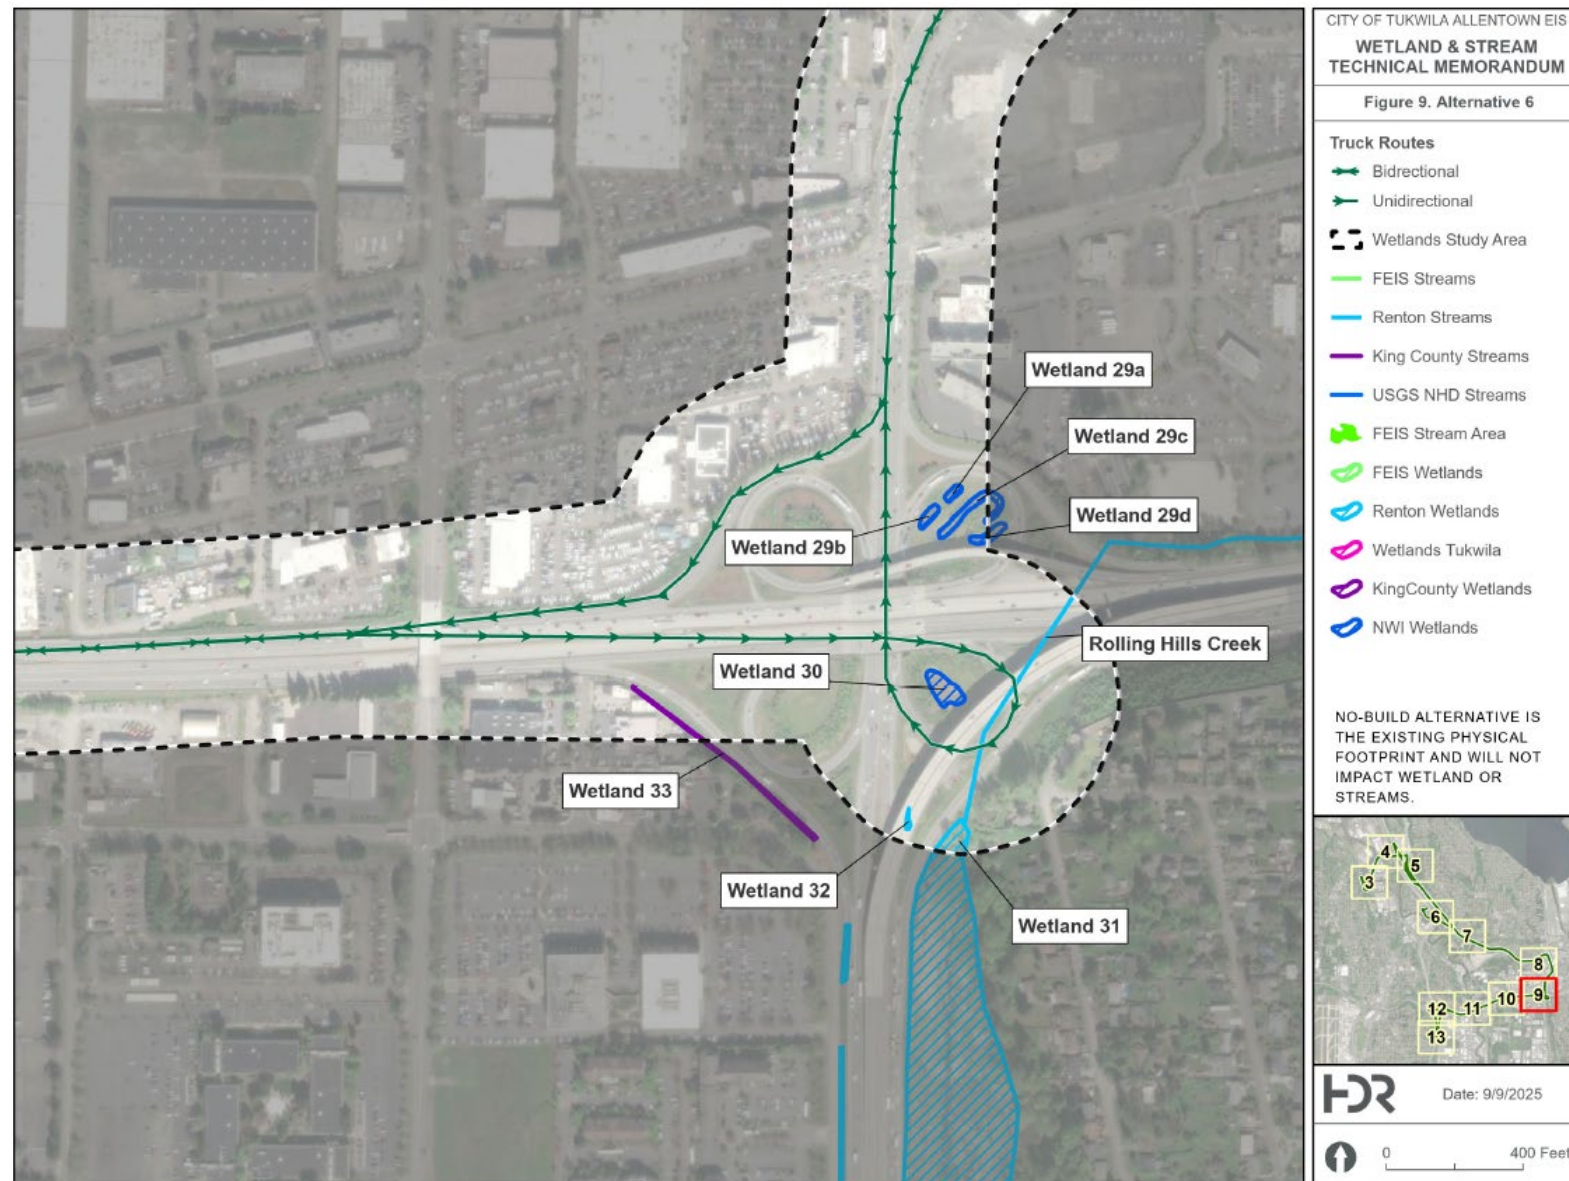 Wetland 29a
Wetland 29c
Wetland 29d
Wetland 29b
Rolling Hills Creek
Wetland 30
Wetland 33
Wetland 32
Wetland 31
CITY OF TUKWILA ALLENTOWN EIS
WETLAND & STREAM
TECHNICAL MEMORANDUM
Figure 9. Alternative 6
Truck Routes
Bidrectional
Unidirectional
Wetlands Study Area
FEIS Streams
Renton Streams
King County Streams
USGS NHD Streams
FEIS Stream Area
FEIS Wetlands
Renton Wetlands
Wetlands Tukwila
KingCounty Wetlands
NWI Wetlands
NO-BUILD ALTERNATIVE IS
THE EXISTING PHYSICAL
FOOTPRINT AND WILL NOT
IMPACT WETLAND OR
STREAMS.
4
5
3
6
7
8
9
10
11
12
13
HDR
Date: 9/9/2025
0 400 Feet